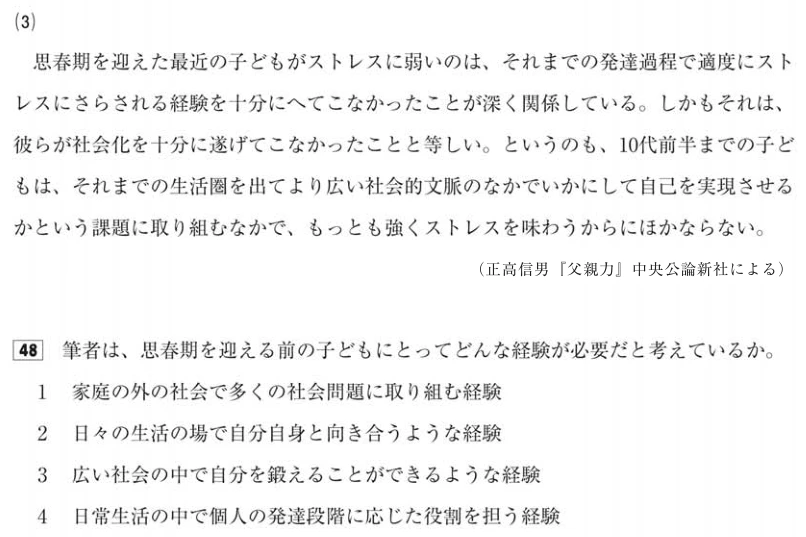 (3)
思春期を迎えた最近の子どもがストレスに弱いのは、それまでの発達過程で適度にスト
レスにさらされる経験を十分にへてこなかったことが深く関係している。しかもそれは、
彼らが社会化を十分に遂げてこなかったことと等しい。というのも、10代前半までの子ど
もは、それまでの生活圏を出てより広い社会的文脈のなかでいかにして自己を実現させる
かという課題に取り組むなかで、もっとも強くストレスを味わうからにほかならない。
（正高信男『父親力』中央公論新社による）
48 筆者は、思春期を迎える前の子どもにとってどんな経験が必要だと考えているか。
1 家庭の外の社会で多くの社会問題に取り組む経験
2 日々の生活の場で自分自身と向き合うような経験
3 広い社会の中で自分を鍛えることができるような経験
4 日常生活の中で個人の発達段階に応じた役割を担う経験